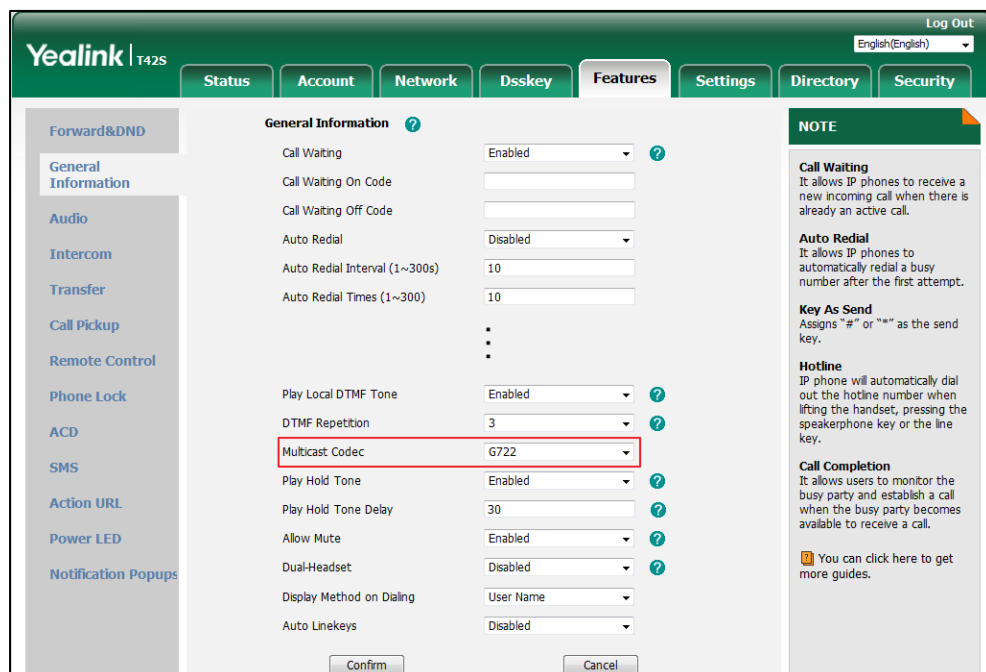 Log Out
Yealink | T42S
English(English)
Status Account Network Dsskey Features Settings Directory Security
Forward&DND
General
Information
Audio
Intercom
Transfer
Call Pickup
Remote Control
Phone Lock
ACD
SMS
Action URL
Power LED
Notification Popups
General Information ?
Call Waiting Enabled ?
Call Waiting On Code
Call Waiting Off Code
Auto Redial Disabled
Auto Redial Interval (1~300s) 10
Auto Redial Times (1~300) 10
Play Local DTMF Tone Enabled ?
DTMF Repetition 3 ?
Multicast Codec G722
Play Hold Tone Enabled ?
Play Hold Tone Delay 30 ?
Allow Mute Enabled ?
Dual-Headset Disabled ?
Display Method on Dialing User Name
Auto Linekeys Disabled
Confirm Cancel
NOTE
Call Waiting
It allows IP phones to receive a
new incoming call when there is
already an active call.
Auto Redial
It allows IP phones to
automatically redial a busy
number after the first attempt.
Key As Send
Assigns "#" or "*" as the send
key.
Hotline
IP phone will automatically dial
out the hotline number when
lifting the handset, pressing the
speakerphone key or the line
key.
Call Completion
It allows users to monitor the
busy party and establish a call
when the busy party becomes
available to receive a call.
? You can click here to get
more guides.